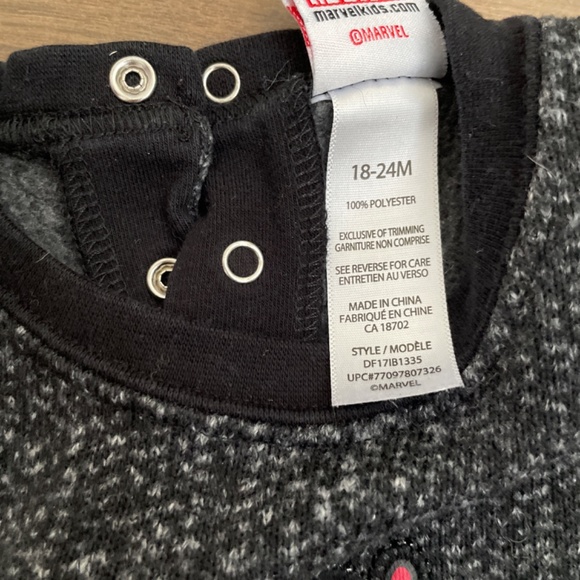 marvelkids.com
©MARVEL
18-24M
100% POLYESTER
EXCLUSIVE OF TRIMMING
GARNITURE NON COMPRISE
SEE REVERSE FOR CARE
ENTRETIEN AU VERSO
MADE IN CHINA
FABRIQUÉ EN CHINE
CA 18702
STYLE / MODÈLE
DF17IB1335
UPC#77097807326
©MARVEL